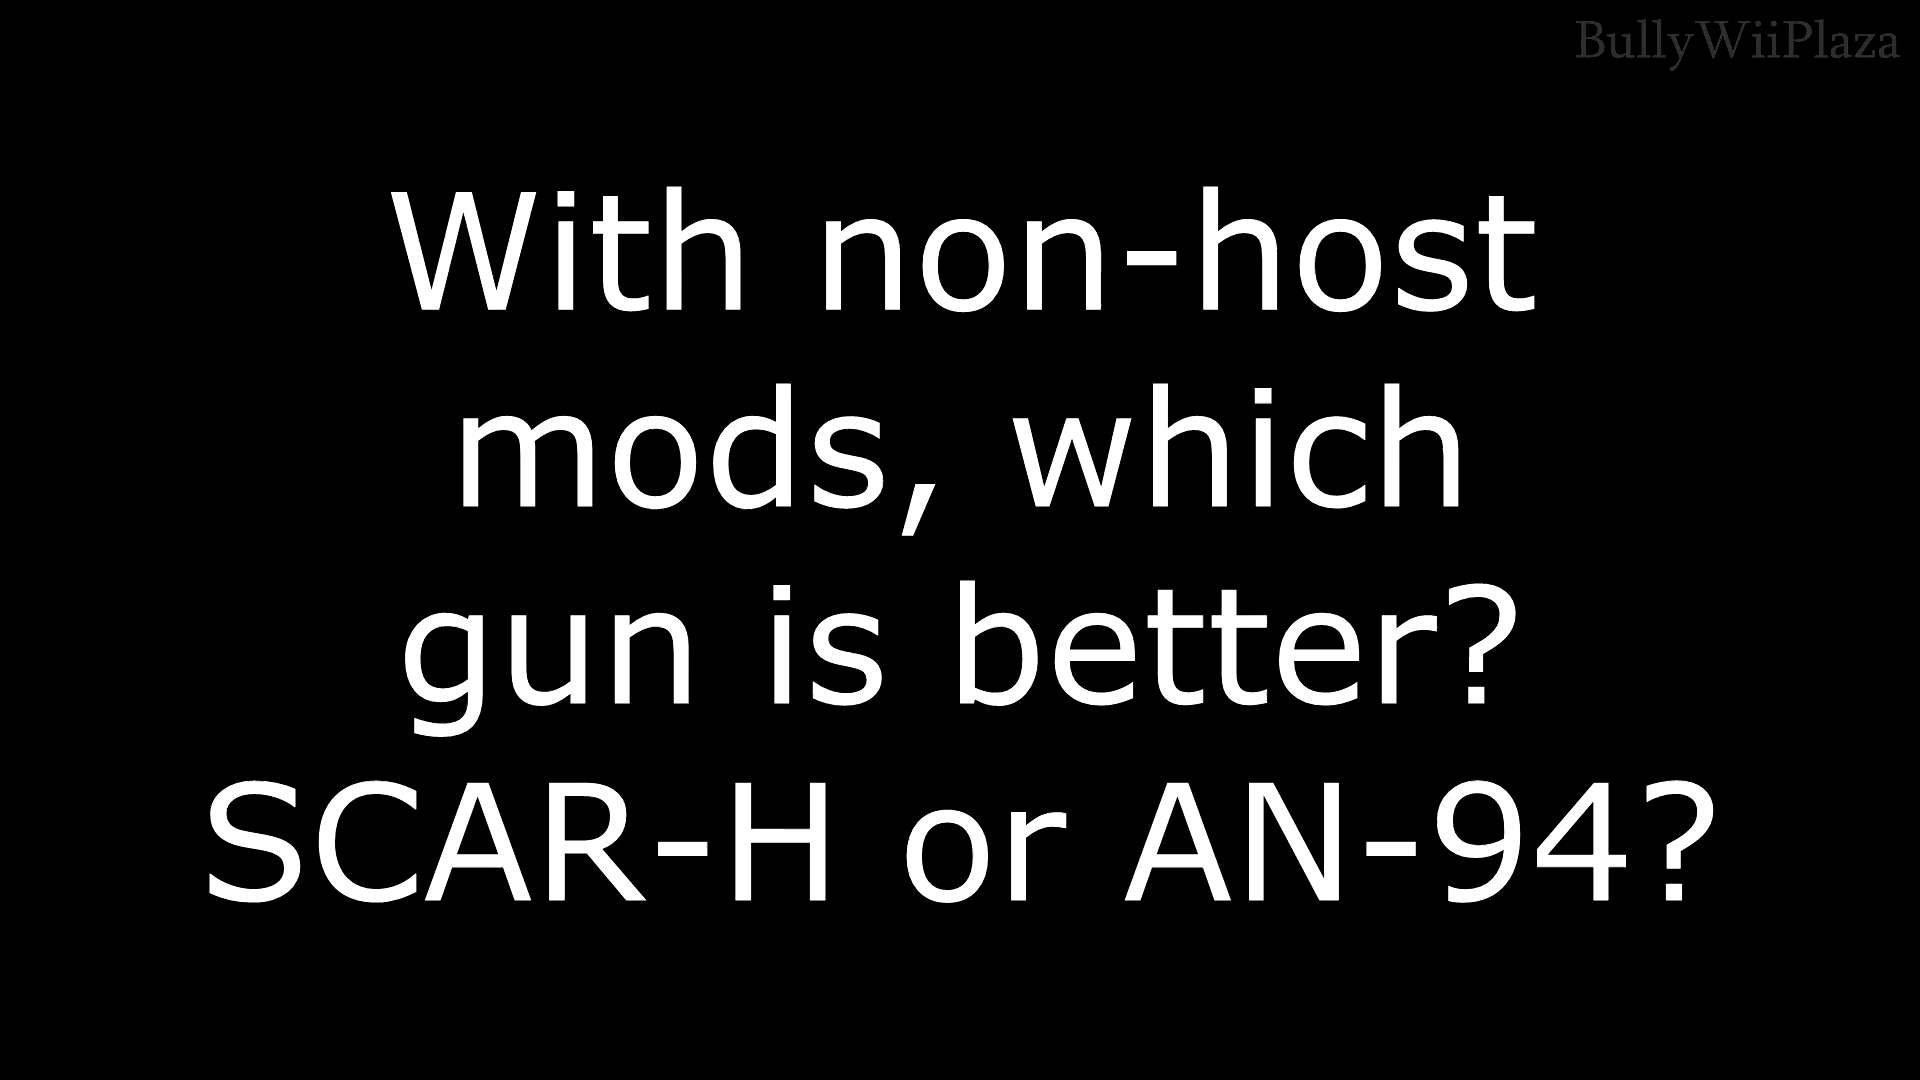 BullyWiiPlaza
With non-host
mods, which
gun is better?
SCAR-H or AN-94?